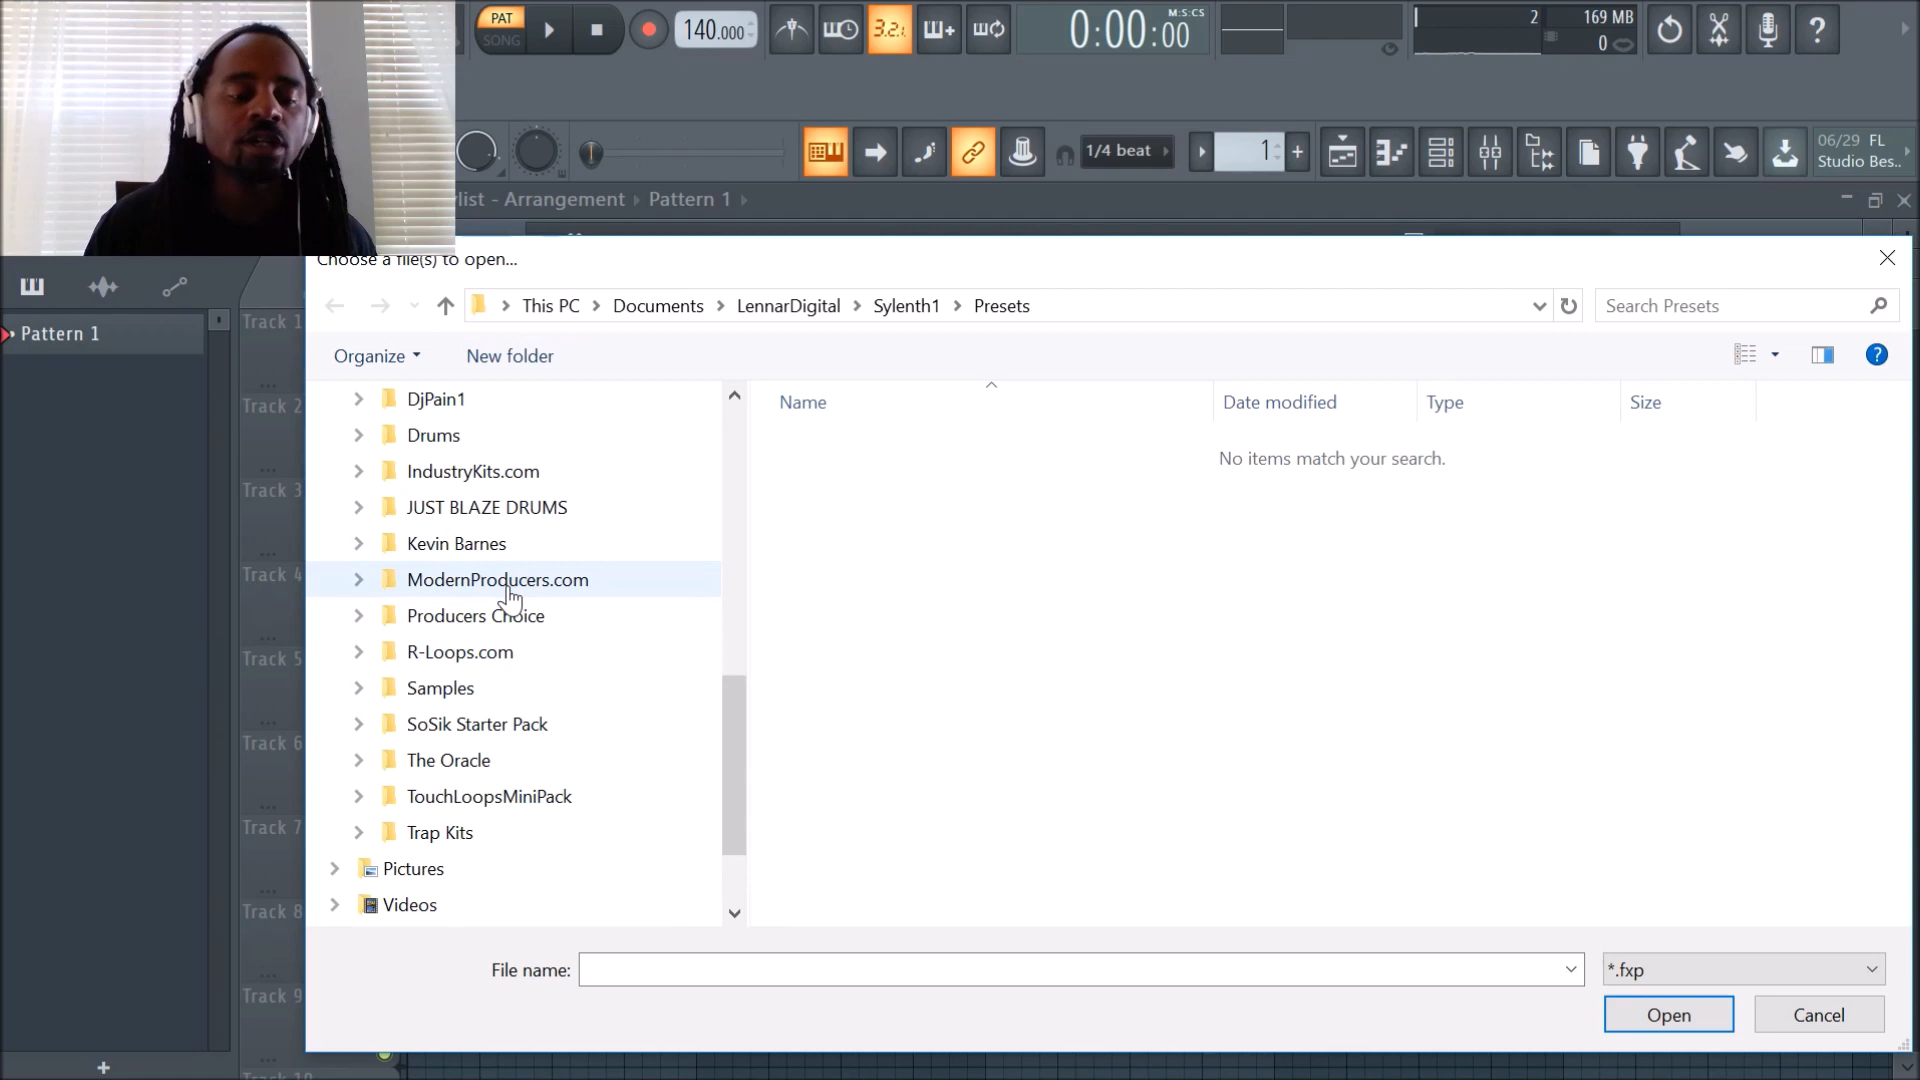 PAT
SONG
140.000
3.2.
0:00:00
M:S:CS
2
169 MB
0
?
1/4 beat
1
+
06/29 FL
Studio Bes..
list - Arrangement Pattern 1
Choose a file(s) to open...
This PC > Documents > LennarDigital > Sylenth1 > Presets
Search Presets
Organize
New folder
?
Pattern 1
Track 1
Track 2
Track 3
Track 4
Track 5
Track 6
Track 7
Track 8
Track 9
Track 10
+
DjPain1
Drums
IndustryKits.com
JUST BLAZE DRUMS
Kevin Barnes
ModernProducers.com
Producers Choice
R-Loops.com
Samples
SoSik Starter Pack
The Oracle
TouchLoopsMiniPack
Trap Kits
Pictures
Videos
Name
Date modified
Type
Size
No items match your search.
File name:
*.fxp
Open
Cancel